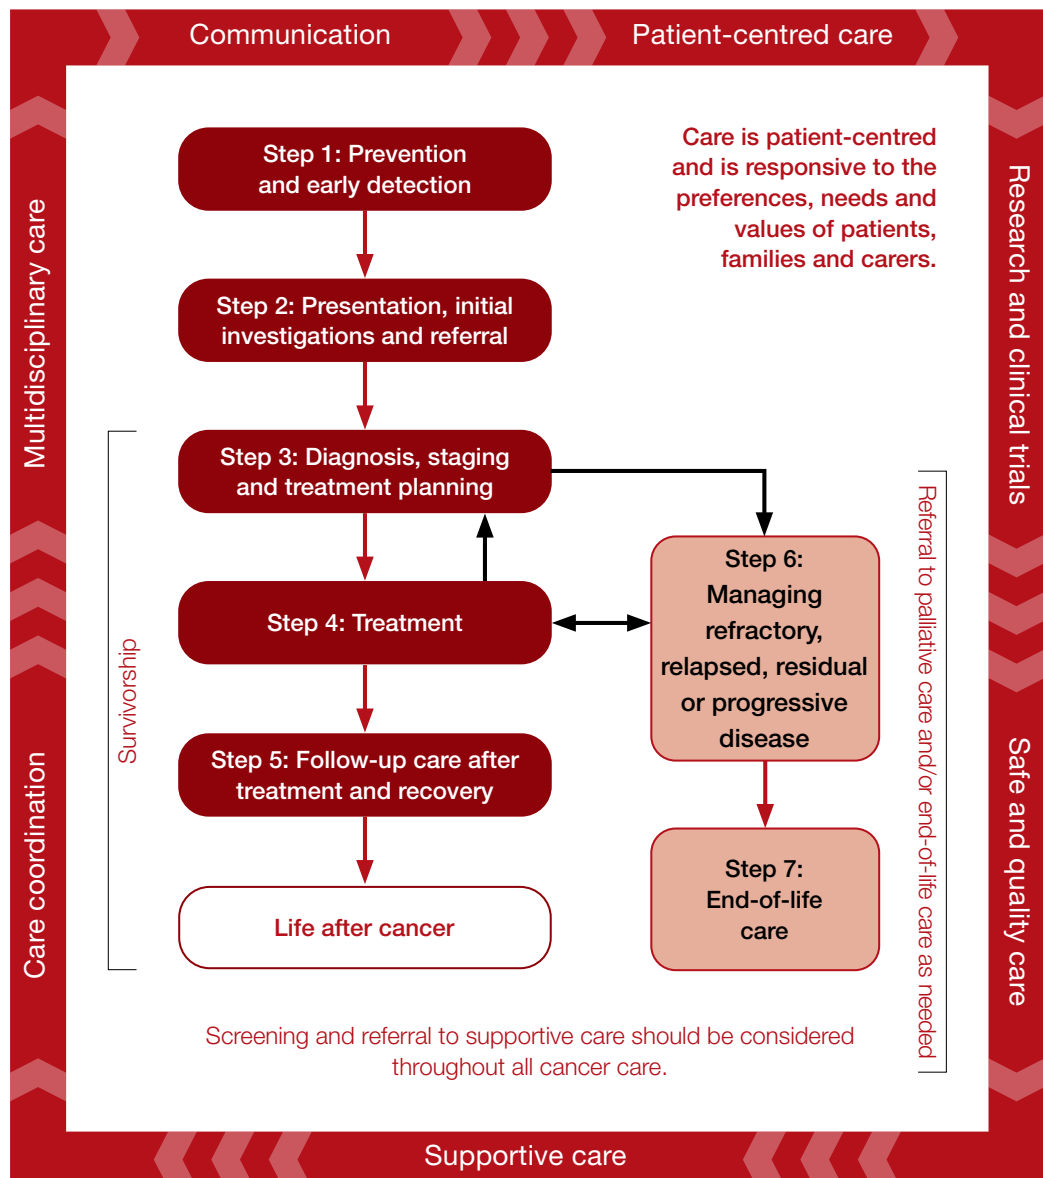 Communication
Patient-centred care
Care is patient-centred
and is responsive to the
preferences, needs and
values of patients,
families and carers.
Step 1: Prevention
and early detection
Step 2: Presentation, initial
investigations and referral
Step 3: Diagnosis, staging
and treatment planning
Step 4: Treatment
Step 5: Follow-up care after
treatment and recovery
Life after cancer
Step 6:
Managing
refractory,
relapsed, residual
or progressive
disease
Step 7:
End-of-life
care
Survivorship
Referral to palliative care and/or end-of-life care as needed
Screening and referral to supportive care should be considered
throughout all cancer care.
Multidisciplinary care
Care coordination
Research and clinical trials
Safe and quality care
Supportive care